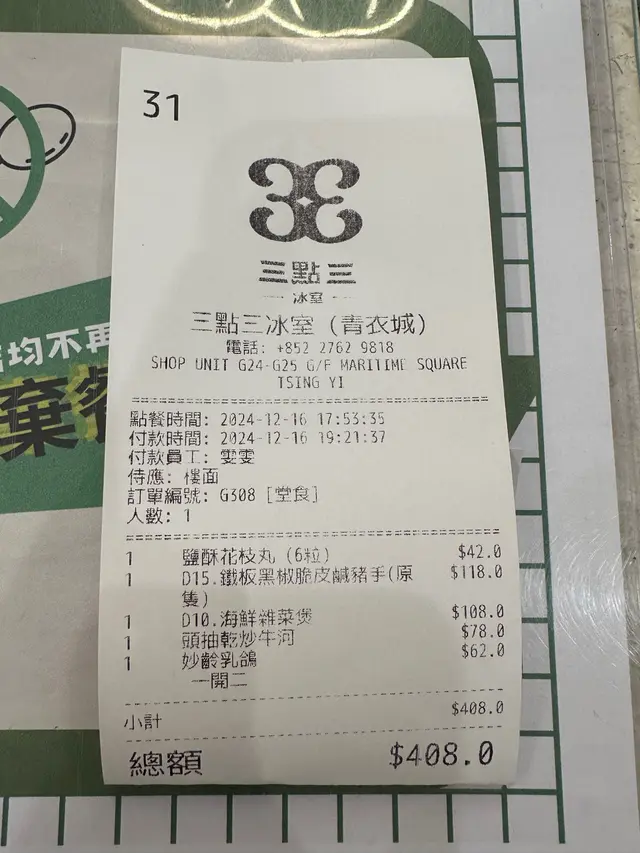 31
三點三
冰室
三點三冰室 (青衣城)
電話: +852 2762 9818
SHOP UNIT G24-G25 G/F MARITIME SQUARE
TSING YI
點餐時間: 2024-12-16 17:53:35
付款時間: 2024-12-16 19:21:37
付款員工: 雯雯
侍應: 樓面
訂單編號: G308 [堂食]
人數: 1
1 鹽酥花枝丸 (6粒) $42.0
1 D15.鐵板黑椒脆皮鹹豬手(原 $118.0
隻)
1 D10.海鮮雜菜煲 $108.0
1 頭抽乾炒牛河 $78.0
1 妙齡乳鴿 $62.0
一開二
小計 $408.0
總額 $408.0
均不再
棄餐